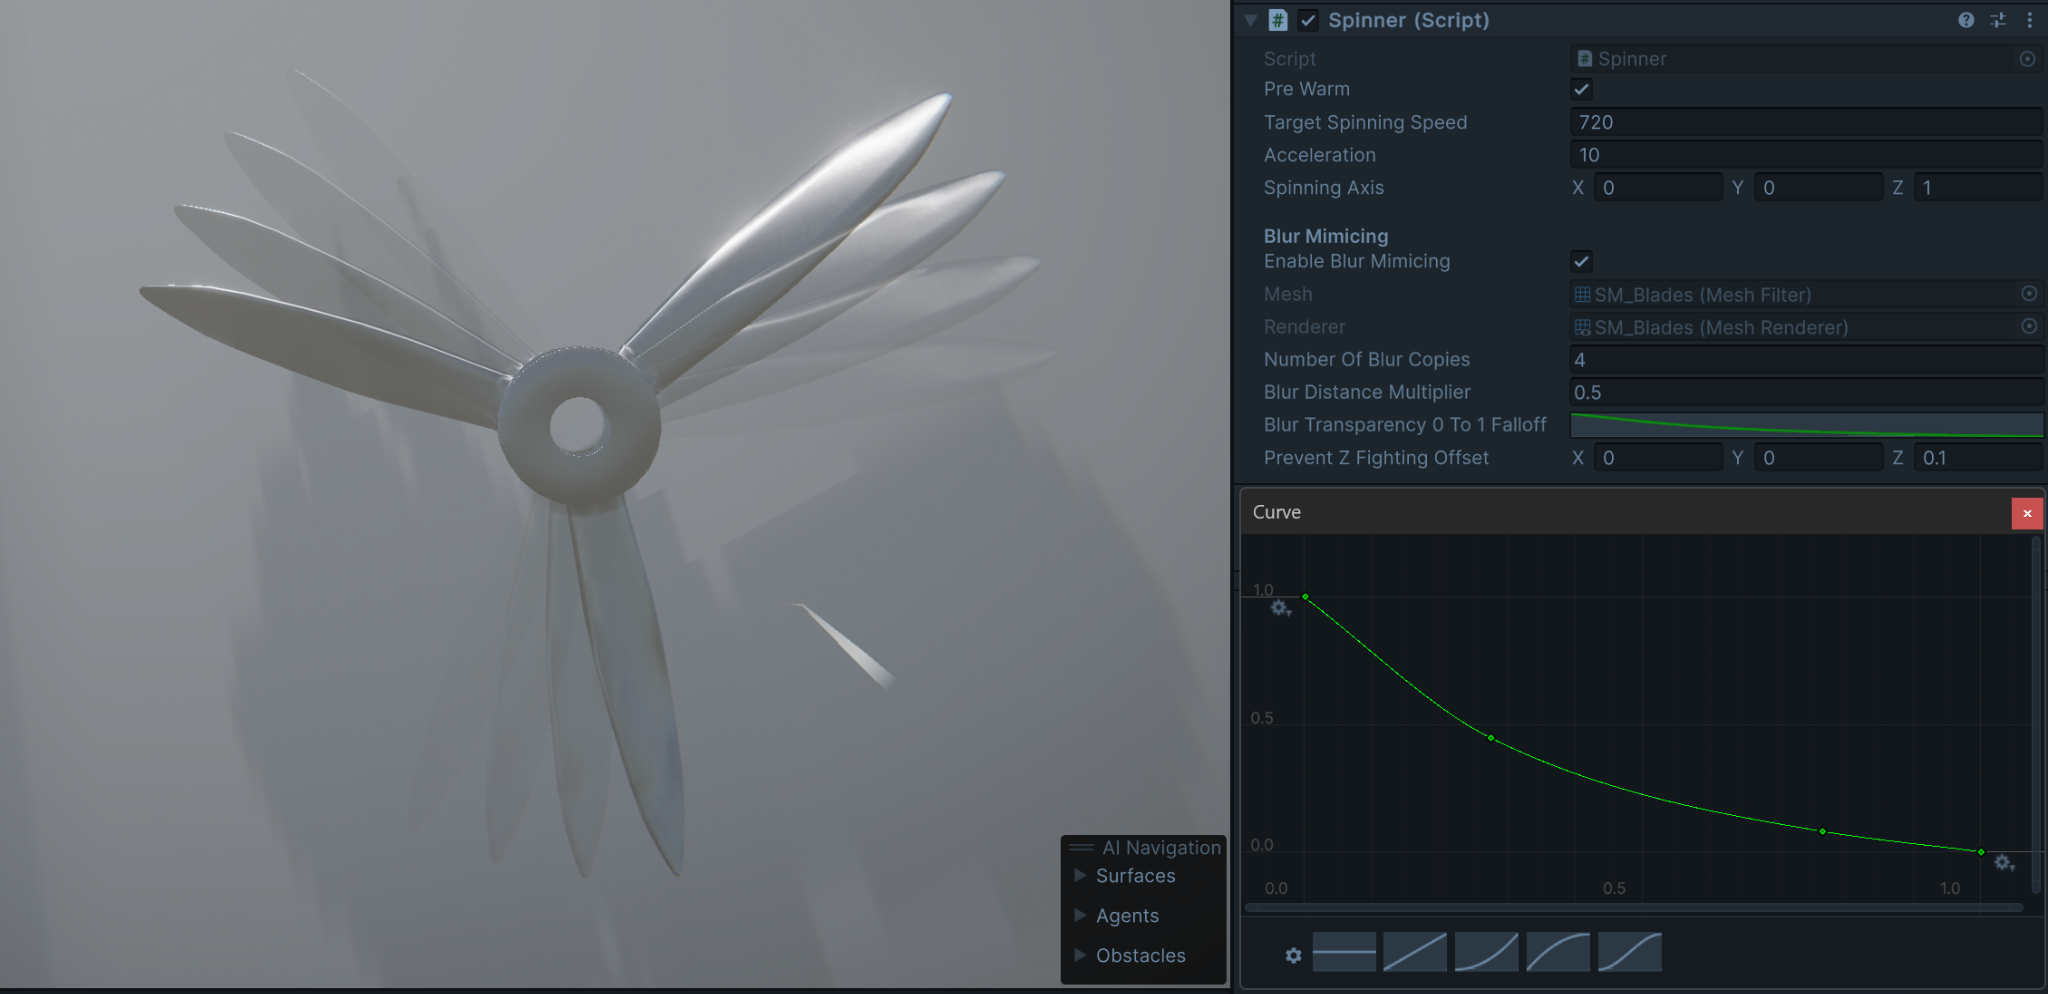 Spinner (Script)
Script Spinner
Pre Warm
Target Spinning Speed 720
Acceleration 10
Spinning Axis X 0 Y 0 Z 1
Blur Mimicing
Enable Blur Mimicing
Mesh SM_Blades (Mesh Filter)
Renderer SM_Blades (Mesh Renderer)
Number Of Blur Copies 4
Blur Distance Multiplier 0.5
Blur Transparency 0 To 1 Falloff
Prevent Z Fighting Offset X 0 Y 0 Z 0.1
Curve
1.0
0.5
0.0
0.0 0.5 1.0
AI Navigation
Surfaces
Agents
Obstacles